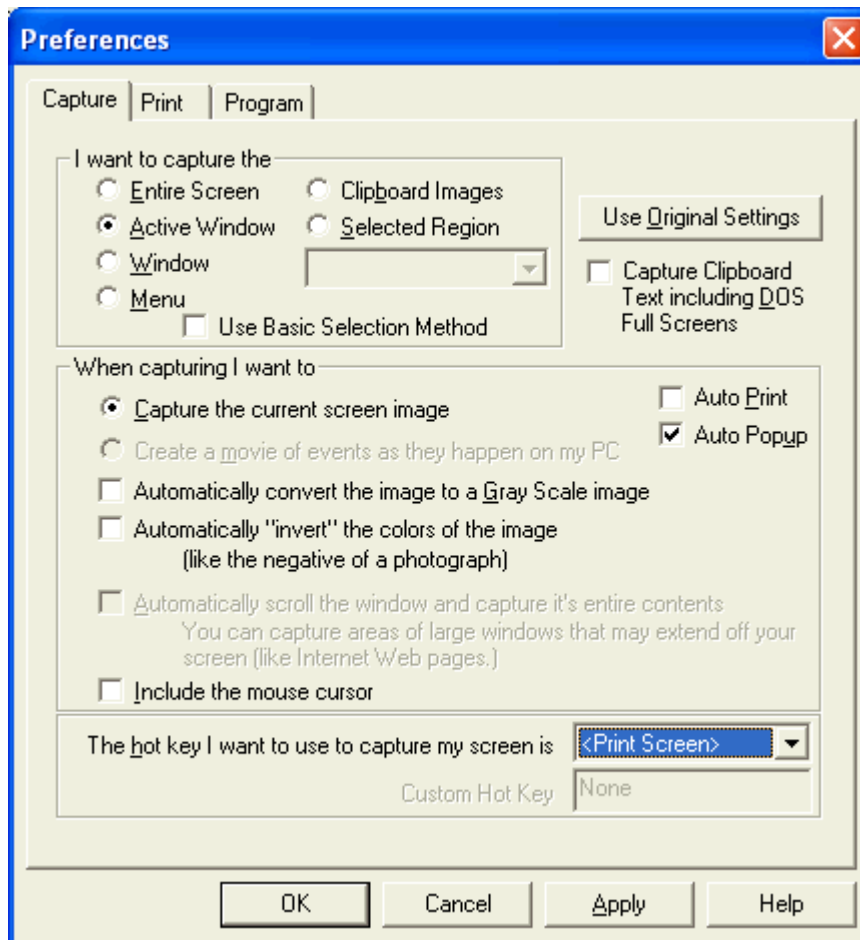 Preferences
Capture Print Program
I want to capture the
Entire Screen Clipboard Images
Active Window Selected Region
Use Original Settings
Window
Capture Clipboard
Text including DOS
Full Screens
Menu
Use Basic Selection Method
When capturing I want to
Auto Print
Capture the current screen image
Auto Popup
Create a movie of events as they happen on my PC
Automatically convert the image to a Gray Scale image
Automatically "invert" the colors of the image
(like the negative of a photograph)
Automatically scroll the window and capture it's entire contents
You can capture areas of large windows that may extend off your
screen (like Internet Web pages.)
Include the mouse cursor
The hot key I want to use to capture my screen is <Print Screen>
Custom Hot Key None
OK Cancel Apply Help